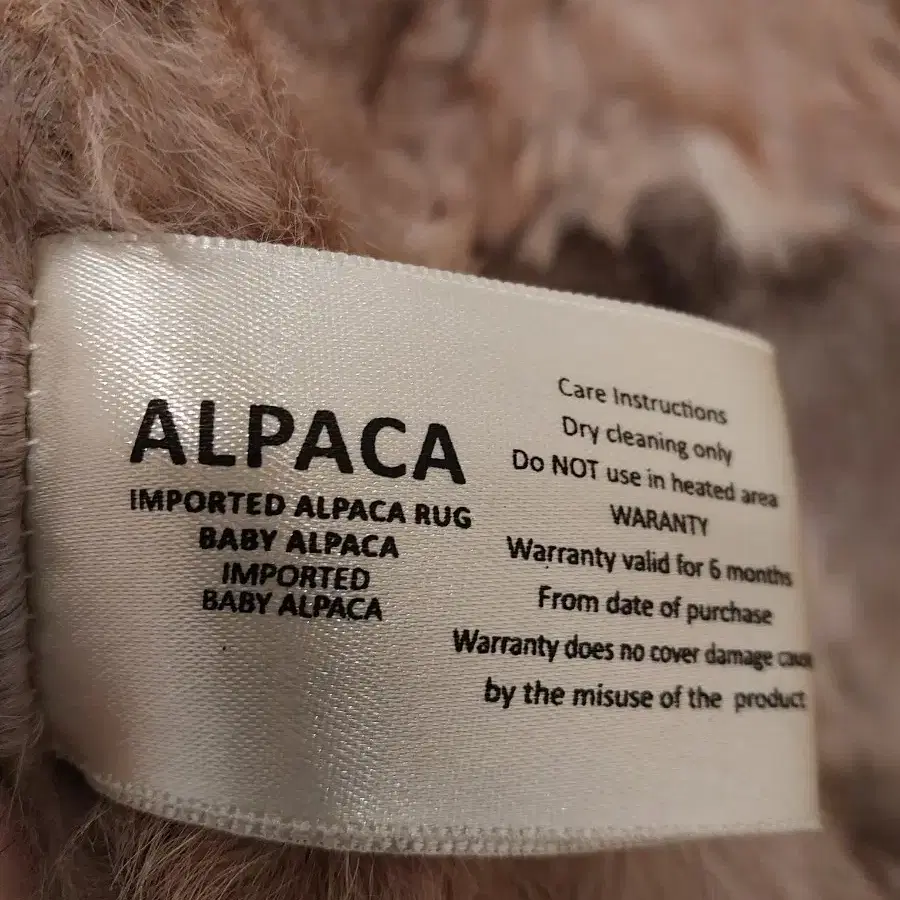 ALPACA
IMPORTED ALPACA RUG
BABY ALPACA
IMPORTED
BABY ALPACA
Care Instructions
Dry cleaning only
Do NOT use in heated area
WARANTY
Warranty valid for 6 months
From date of purchase
Warranty does no cover damage
by the misuse of the product